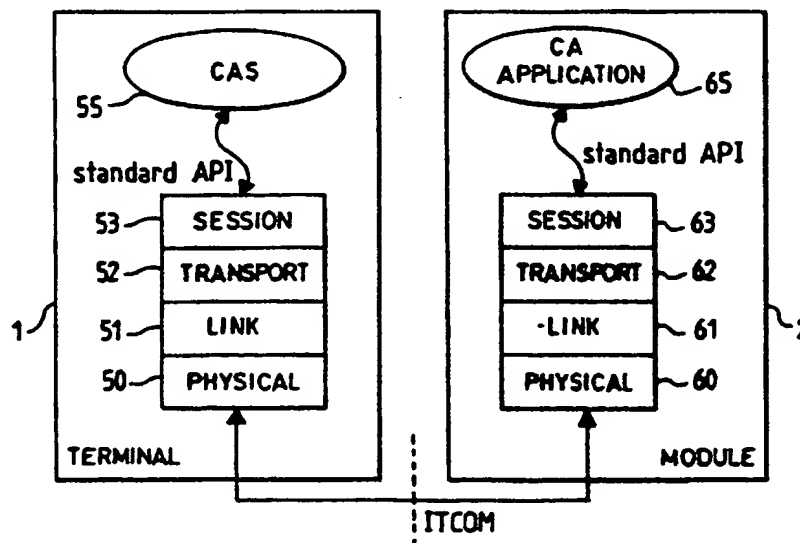 CAS
55
standard API
53
SESSION
52
TRANSPORT
51
LINK
50
PHYSICAL
1
TERMINAL
CA
APPLICATION
65
standard API
SESSION
63
TRANSPORT
62
-LINK
61
PHYSICAL
60
2
MODULE
ITCOM